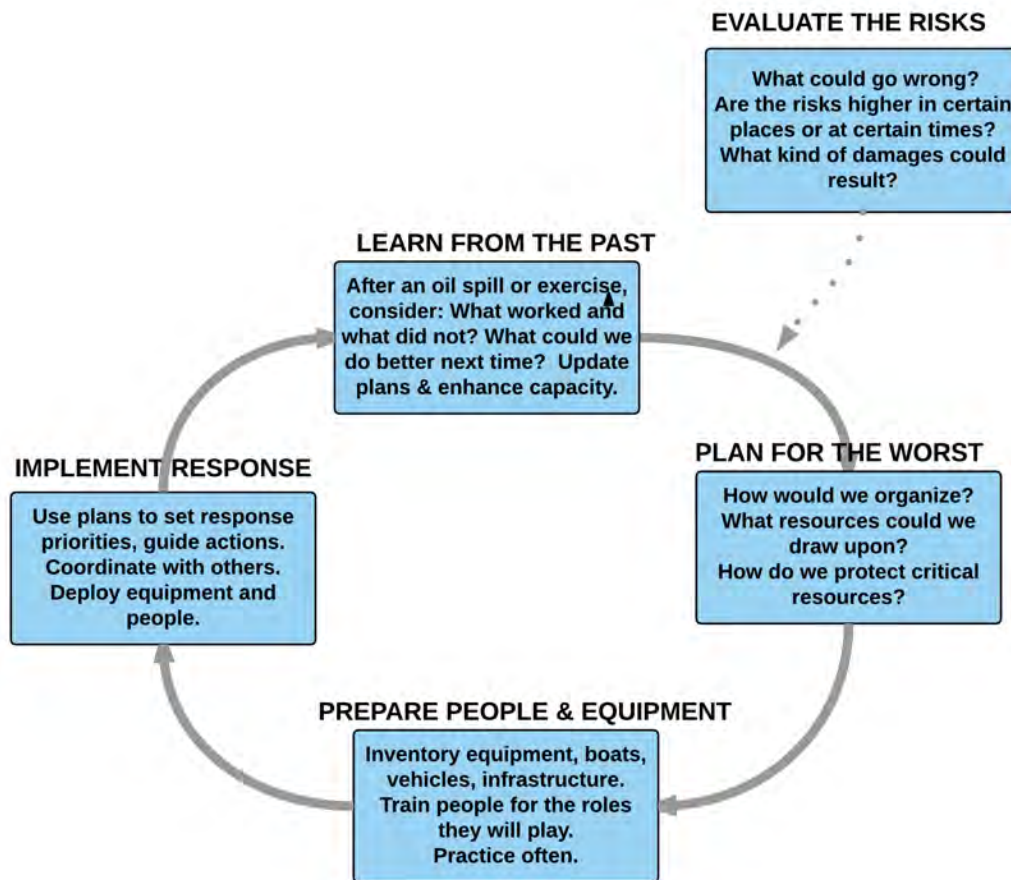 EVALUATE THE RISKS
What could go wrong?
Are the risks higher in certain
places or at certain times?
What kind of damages could
result?
LEARN FROM THE PAST
After an oil spill or exercise,
consider: What worked and
what did not? What could we
do better next time? Update
plans & enhance capacity.
PLAN FOR THE WORST
How would we organize?
What resources could we
draw upon?
How do we protect critical
resources?
IMPLEMENT RESPONSE
Use plans to set response
priorities, guide actions.
Coordinate with others.
Deploy equipment and
people.
PREPARE PEOPLE & EQUIPMENT
Inventory equipment, boats,
vehicles, infrastructure.
Train people for the roles
they will play.
Practice often.